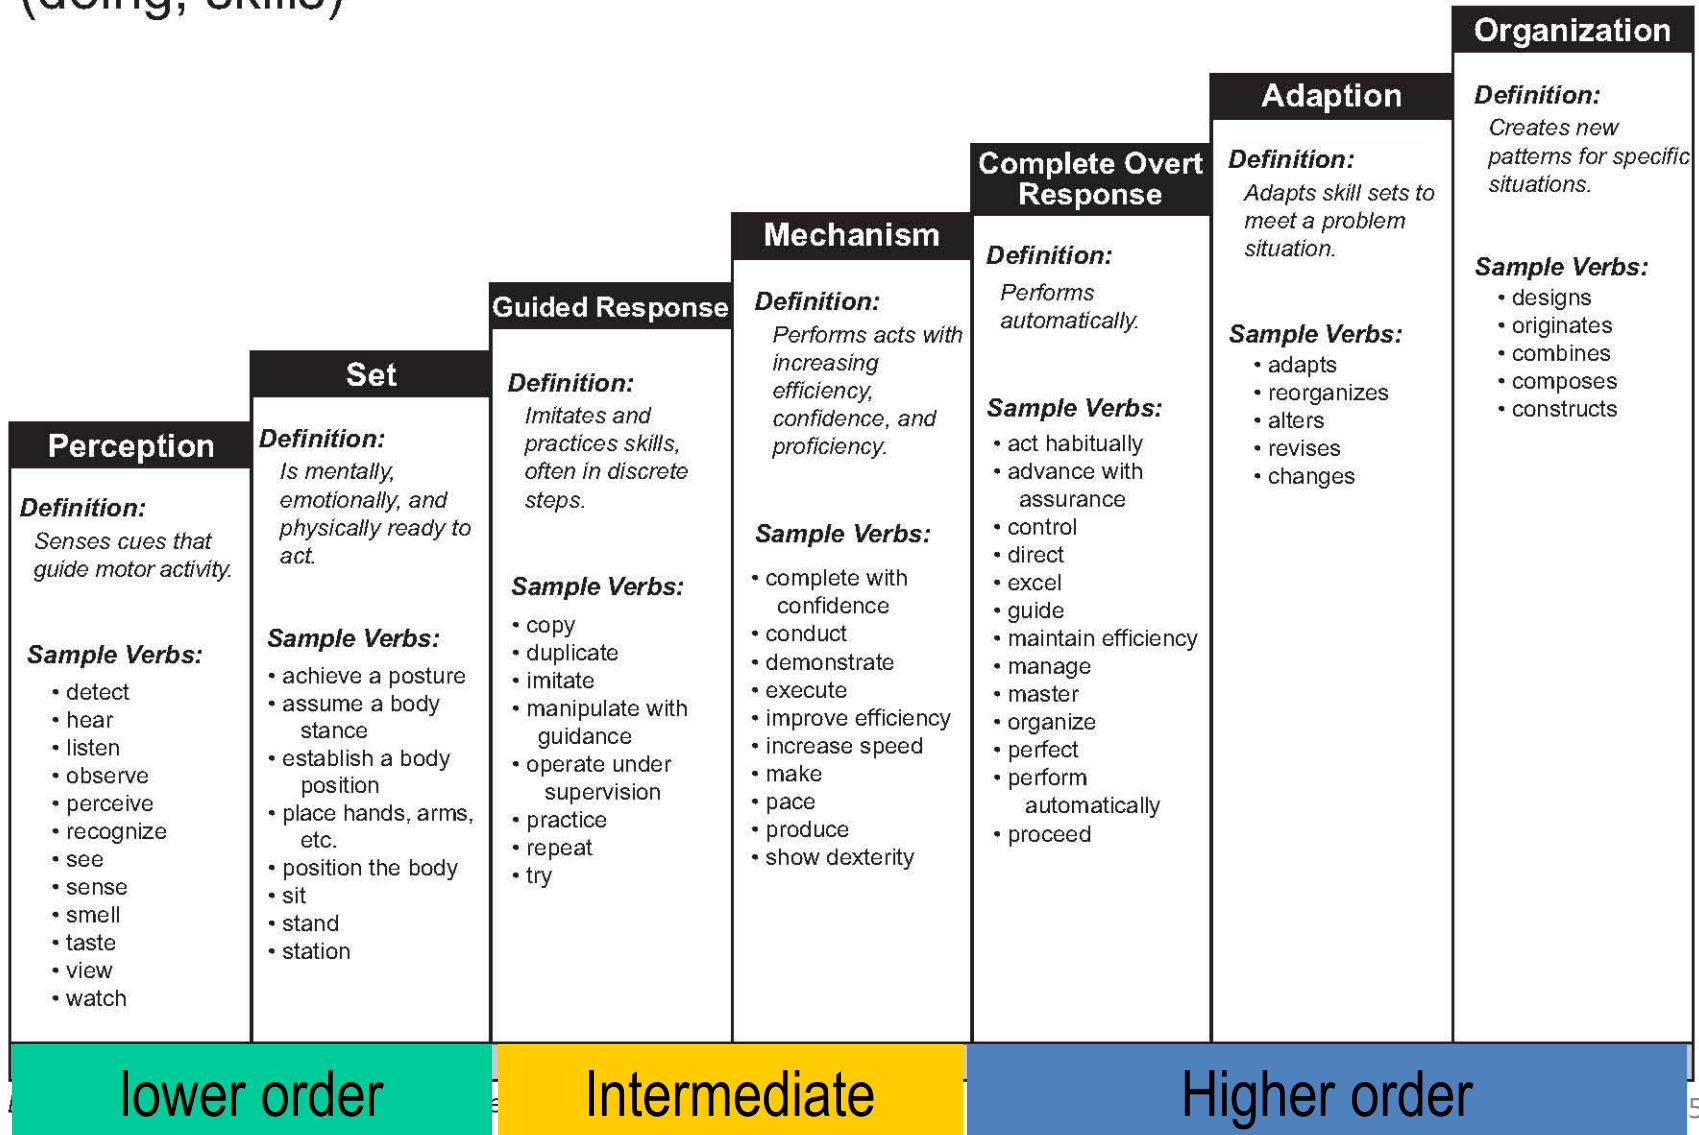 (doing, skills)
Perception
Definition:
Senses cues that
guide motor activity.
Sample Verbs:
• detect
• hear
• listen
• observe
• perceive
• recognize
• see
• sense
• smell
• taste
• view
• watch
Set
Definition:
Is mentally,
emotionally, and
physically ready to
act.
Sample Verbs:
• achieve a posture
• assume a body
stance
• establish a body
position
• place hands, arms,
etc.
• position the body
• sit
• stand
• station
Guided Response
Definition:
Imitates and
practices skills,
often in discrete
steps.
Sample Verbs:
• copy
• duplicate
• imitate
• manipulate with
guidance
• operate under
supervision
• practice
• repeat
• try
Mechanism
Definition:
Performs acts with
increasing
efficiency,
confidence, and
proficiency.
Sample Verbs:
• complete with
confidence
• conduct
• demonstrate
• execute
• improve efficiency
• increase speed
• make
• pace
• produce
• show dexterity
Complete Overt
Response
Definition:
Performs
automatically.
Sample Verbs:
• act habitually
• advance with
assurance
• control
• direct
• excel
• guide
• maintain efficiency
• manage
• master
• organize
• perfect
• perform
automatically
• proceed
Adaption
Definition:
Adapts skill sets to
meet a problem
situation.
Sample Verbs:
• adapts
• reorganizes
• alters
• revises
• changes
Organization
Definition:
Creates new
patterns for specific
situations.
Sample Verbs:
• designs
• originates
• combines
• composes
• constructs
lower order
Intermediate
Higher order